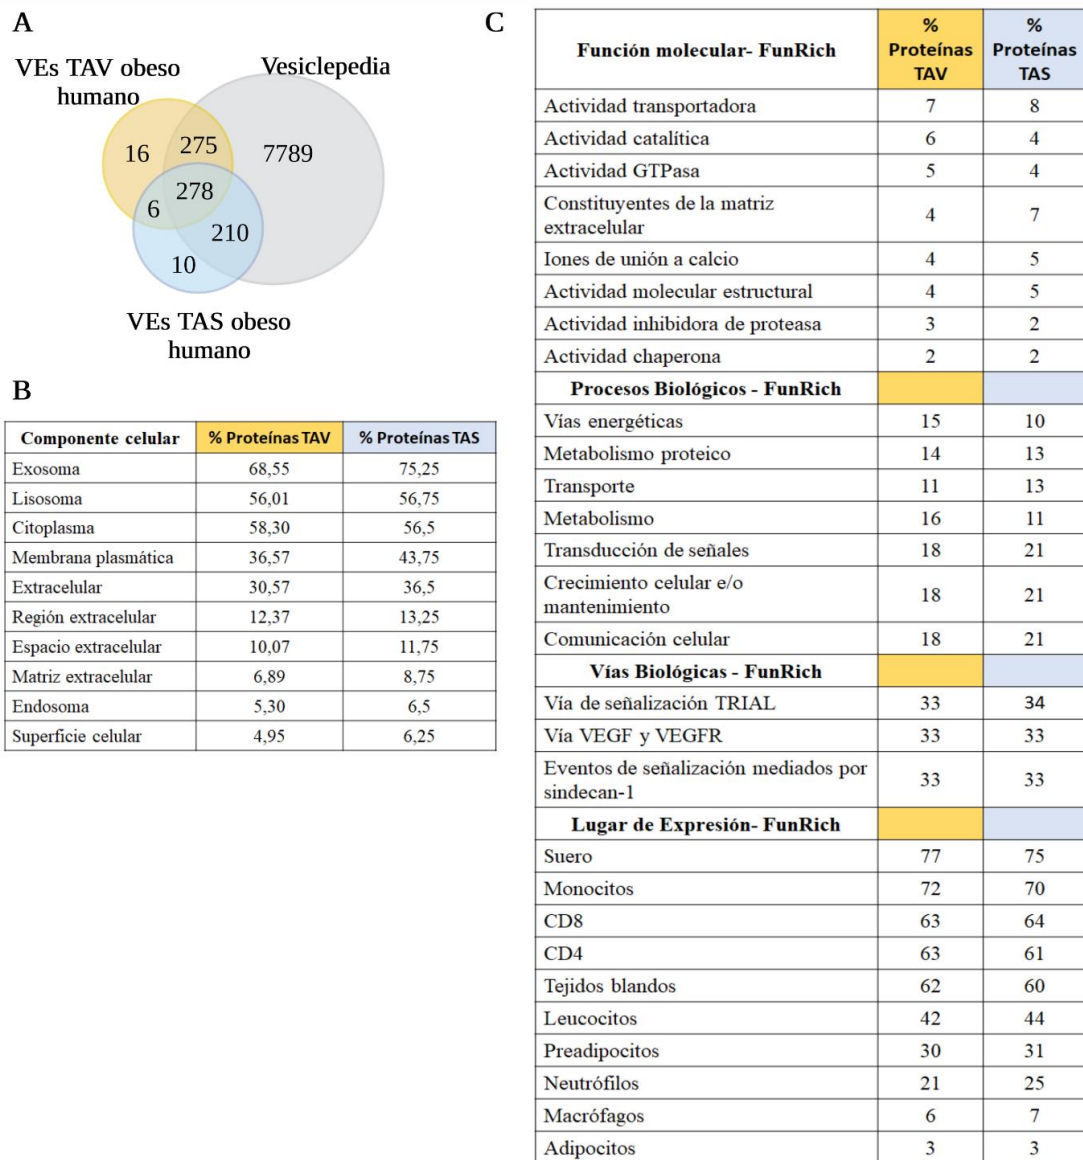 A
VEs TAV obeso
humano
Vesiclepedia
16
275
7789
278
6
210
10
VEs TAS obeso
humano
B
Componente celular % Proteínas TAV % Proteínas TAS
Exosoma 68,55 75,25
Lisosoma 56,01 56,75
Citoplasma 58,30 56,5
Membrana plasmática 36,57 43,75
Extracelular 30,57 36,5
Región extracelular 12,37 13,25
Espacio extracelular 10,07 11,75
Matriz extracelular 6,89 8,75
Endosoma 5,30 6,5
Superficie celular 4,95 6,25
C
Función molecular- FunRich
%
Proteínas
TAV
%
Proteínas
TAS
Actividad transportadora 7 8
Actividad catalítica 6 4
Actividad GTPasa 5 4
Constituyentes de la matriz
extracelular 4 7
Iones de unión a calcio 4 5
Actividad molecular estructural 4 5
Actividad inhibidora de proteasa 3 2
Actividad chaperona 2 2
Procesos Biológicos - FunRich
Vías energéticas 15 10
Metabolismo proteico 14 13
Transporte 11 13
Metabolismo 16 11
Transducción de señales 18 21
Crecimiento celular e/o
mantenimiento 18 21
Comunicación celular 18 21
Vías Biológicas - FunRich
Vía de señalización TRIAL 33 34
Vía VEGF y VEGFR 33 33
Eventos de señalización mediados por
sindecan-1 33 33
Lugar de Expresión- FunRich
Suero 77 75
Monocitos 72 70
CD8 63 64
CD4 63 61
Tejidos blandos 62 60
Leucocitos 42 44
Preadipocitos 30 31
Neutrófilos 21 25
Macrófagos 6 7
Adipocitos 3 3